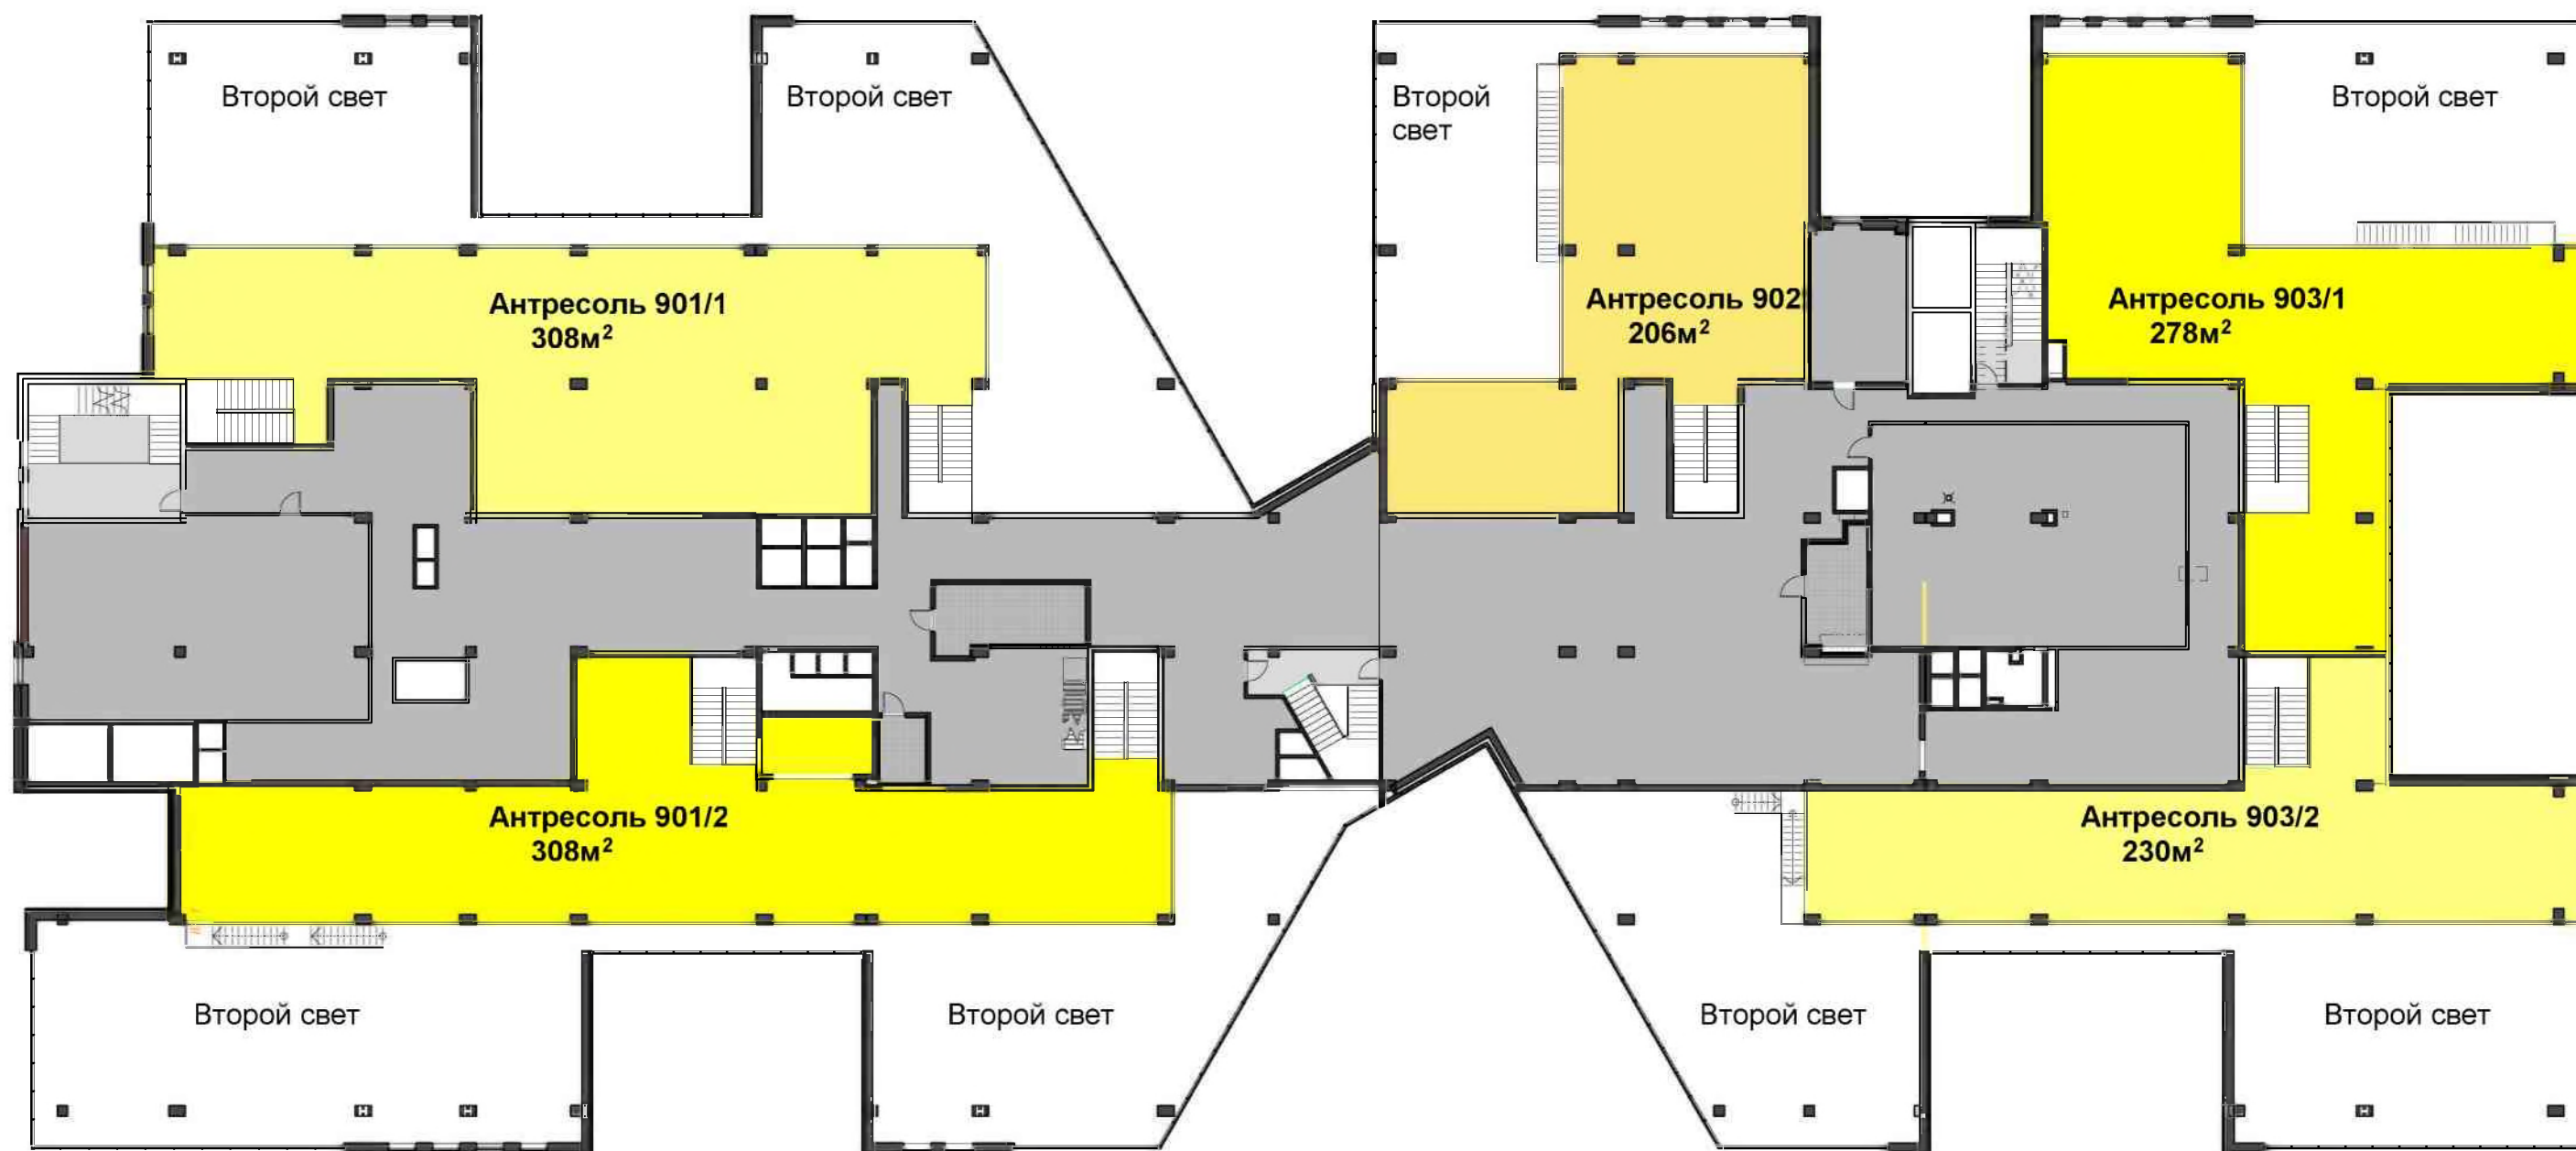 Второй свет
Второй свет
Второй
свет
Второй свет
Антресоль 901/1
308м²
Антресоль 902
206м²
Антресоль 903/1
278м²
Антресоль 901/2
308м²
Антресоль 903/2
230м²
Второй свет
Второй свет
Второй свет
Второй свет